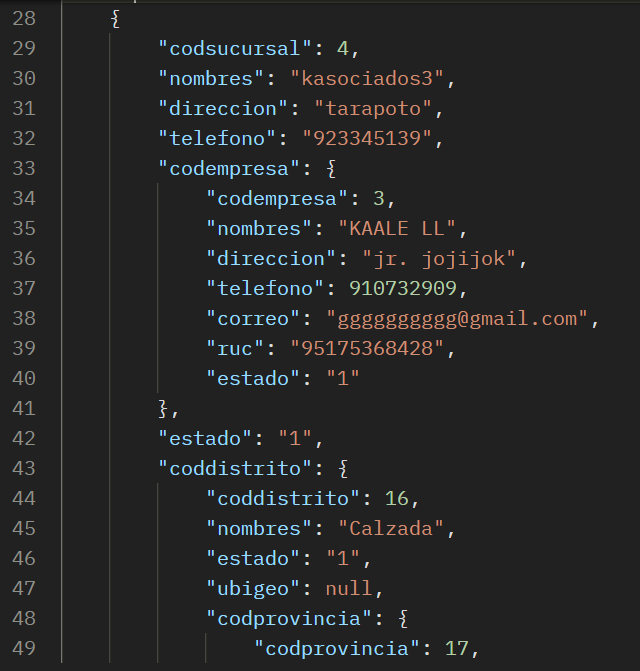 28 {
29 "codsucursal": 4,
30 "nombres": "kasociados3",
31 "direccion": "tarapoto",
32 "telefono": "923345139",
33 "codempresa": {
34 "codempresa": 3,
35 "nombres": "KAALE LL",
36 "direccion": "jr. jojijok",
37 "telefono": 910732909,
38 "correo": "gggggggggg@gmail.com",
39 "ruc": "95175368428",
40 "estado": "1"
41 },
42 "estado": "1",
43 "coddistrito": {
44 "coddistrito": 16,
45 "nombres": "Calzada",
46 "estado": "1",
47 "ubigeo": null,
48 "codprovincia": {
49 "codprovincia": 17,